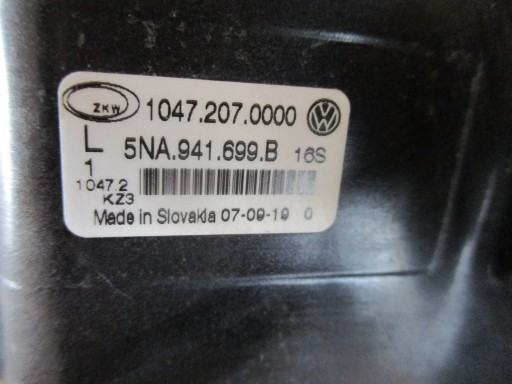 ZKW 1047.207.0000
L 5NA.941.699.B 16S
1
1047.2
KZ3
Made in Slovakia 07-09-19 0